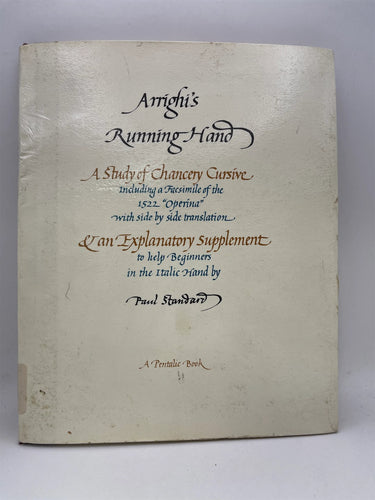 Arrighi's
Running Hand
A Study of Chancery Cursive
Including a Facsimile of the
1522 "Operina"
with side by side translation
& an Explanatory Supplement
to help Beginners
in the Italic Hand by
Paul Standard
A Pentalic Book